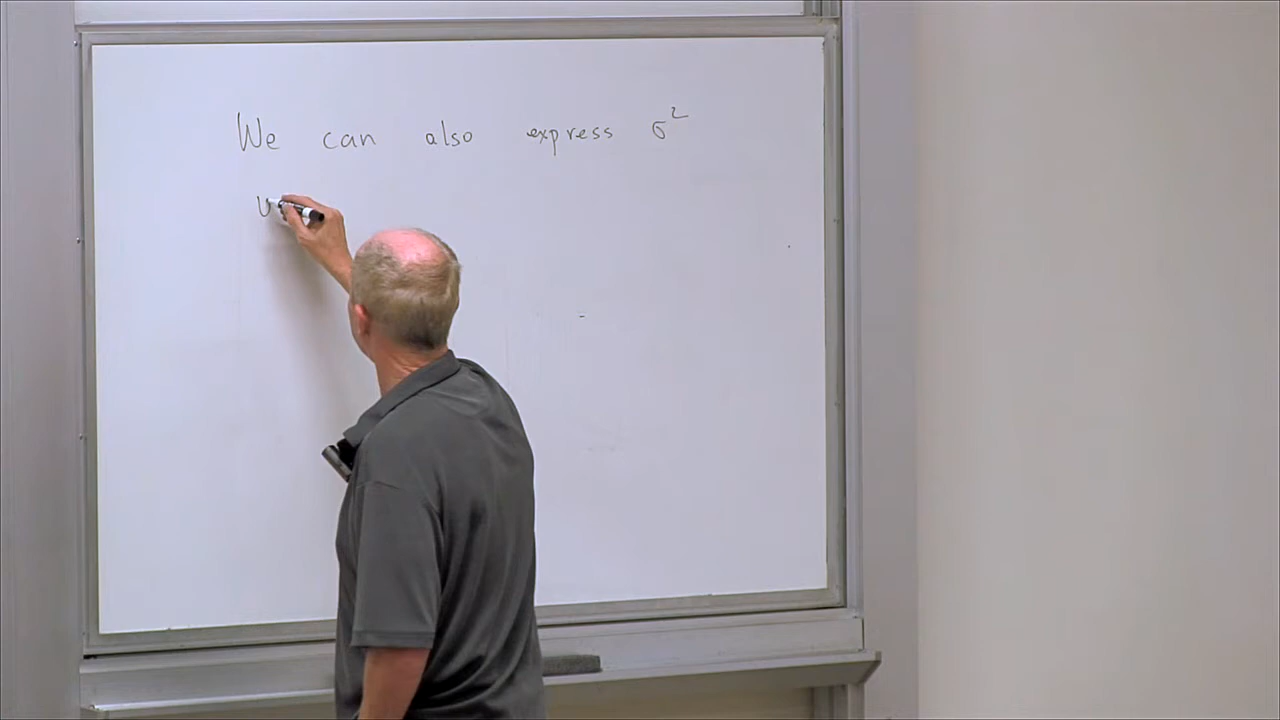 We can also express σ²
u